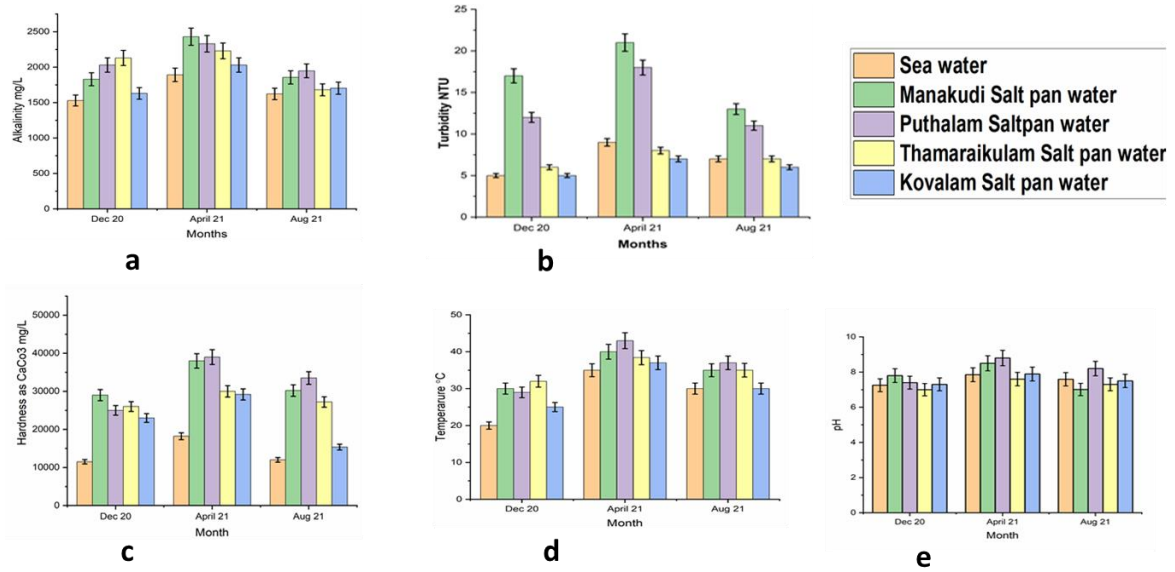 Alkalinity mg/L
2500
2000
1500
1000
500
0
Dec 20 April 21 Aug 21
Months
a
Turbidity NTU
25
20
15
10
5
0
Dec 20 April 21 Aug 21
Months
b
Sea water
Manakudi Salt pan water
Puthalam Saltpan water
Thamaraikulam Salt pan water
Kovalam Salt pan water
Hardness as CaCo3 mg/L
50000
40000
30000
20000
10000
0
Dec 20 April 21 Aug 21
Month
c
Temperarune °C
50
40
30
20
10
0
Dec 20 April 21 Aug 21
Month
d
pH
10
8
6
4
2
0
Dec 20 April 21 Aug 21
Month
e